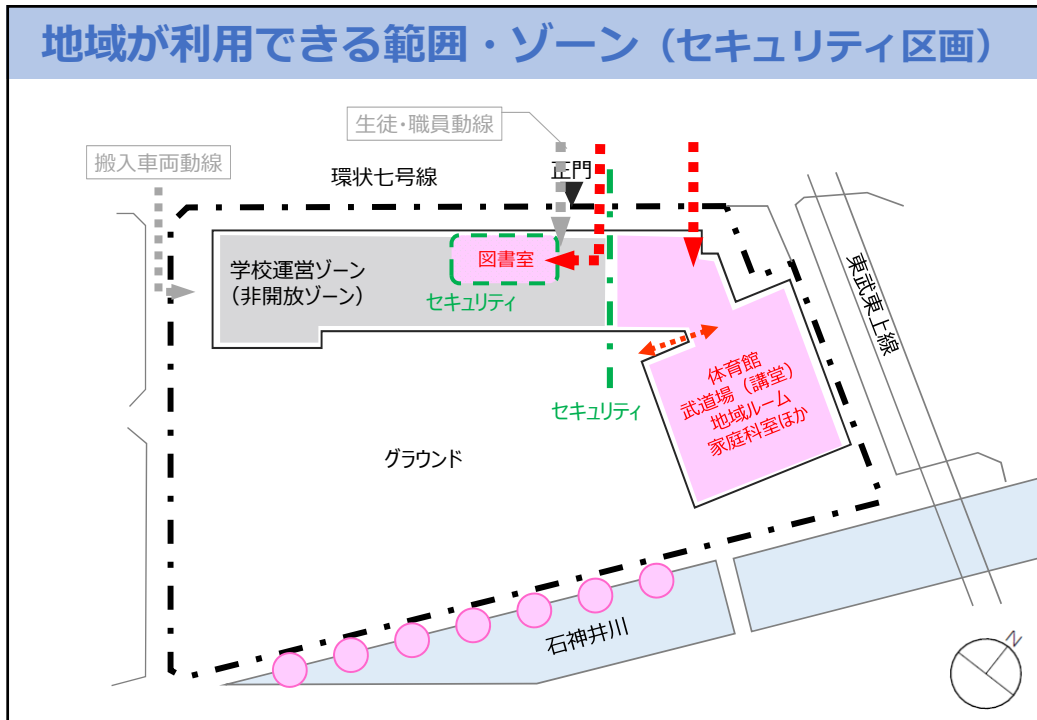 地域が利用できる範囲・ゾーン（セキュリティ区画）
生徒・職員動線
搬入車両動線
環状七号線
正門
図書室
学校運営ゾーン
（非開放ゾーン）
セキュリティ
東武東上線
体育館
武道場（講堂）
地域ルーム
家庭科室ほか
セキュリティ
グラウンド
石神井川
N